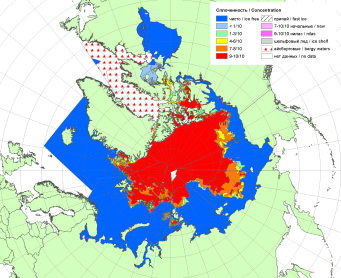 Сплоченность / Concentration
чисто / ice free
< 1/10
1-3/10
4-6/10
7-8/10
9-10/10
припай / fast ice
7-10/10 начальные / new
9-10/10 нилас / nilas
шельфовый лед / ice shelf
айсберговые / bergy waters
нет данных / no data